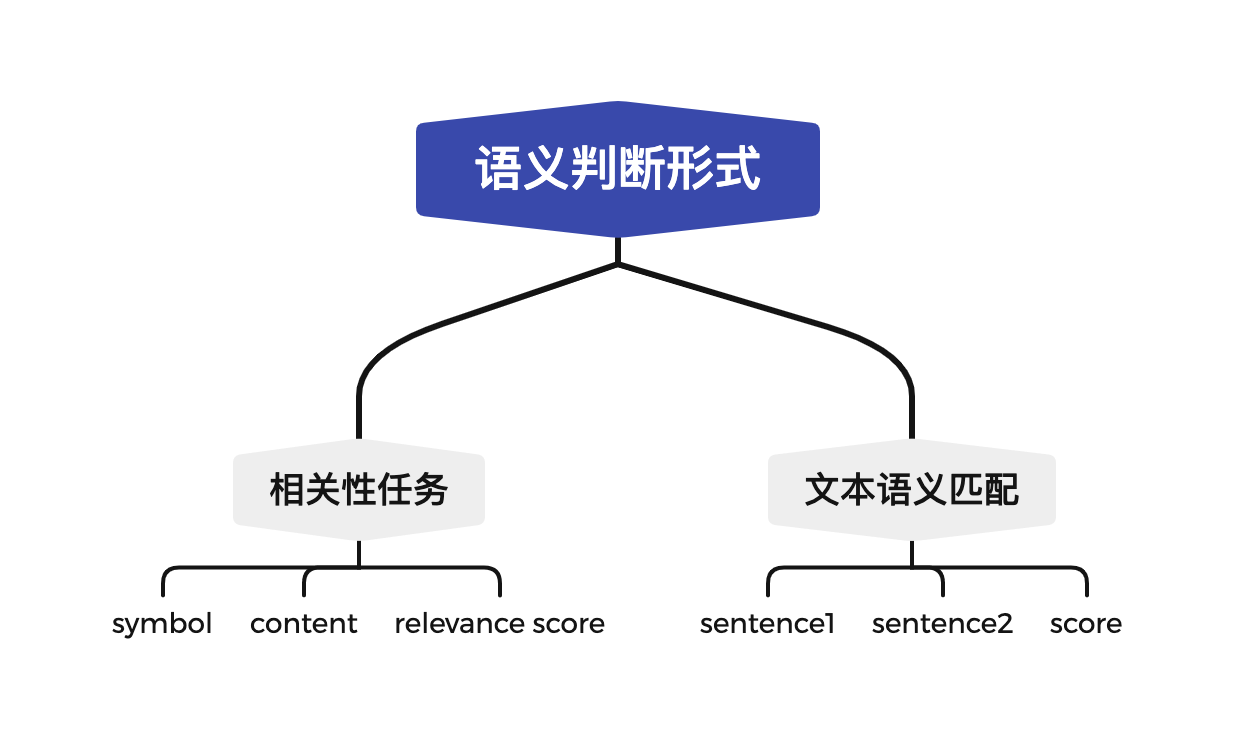 语义判断形式
相关性任务
文本语义匹配
symbol
content
relevance score
sentence1
sentence2
score